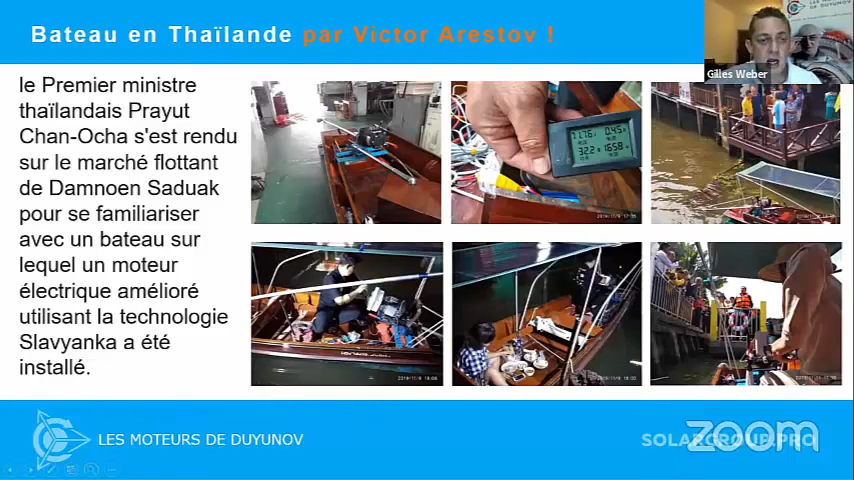 Bateau en Thaïlande par Victor Arestov !
Gilles Weber
le Premier ministre
thaïlandais Prayut
Chan-Ocha s'est rendu
sur le marché flottant
de Damnoen Saduak
pour se familiariser
avec un bateau sur
lequel un moteur
électrique amélioré
utilisant la technologie
Slavyanka a été
installé.
LES MOTEURS DE DUYUNOV
SOLARGROUP.PRO
zoom